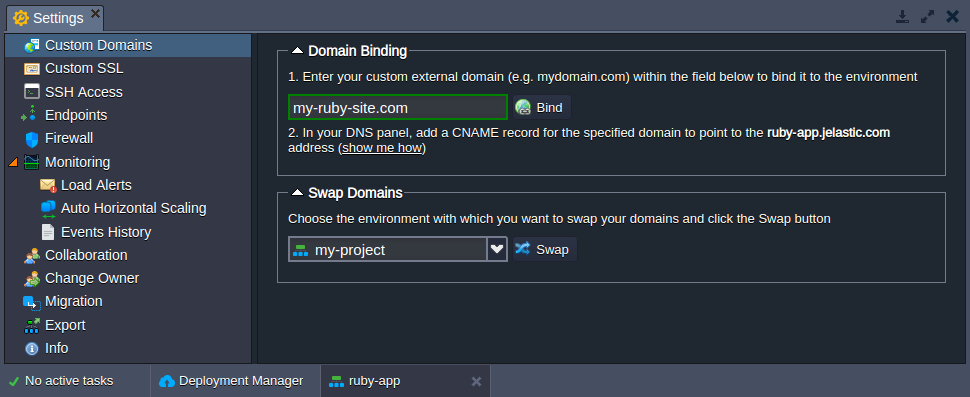 Settings
Custom Domains
Custom SSL
SSH Access
Endpoints
Firewall
Monitoring
Load Alerts
Auto Horizontal Scaling
Events History
Collaboration
Change Owner
Migration
Export
Info
Domain Binding
1. Enter your custom external domain (e.g. mydomain.com) within the field below to bind it to the environment
my-ruby-site.com
Bind
2. In your DNS panel, add a CNAME record for the specified domain to point to the ruby-app.jelastic.com
address (show me how)
Swap Domains
Choose the environment with which you want to swap your domains and click the Swap button
my-project
Swap
No active tasks
Deployment Manager
ruby-app